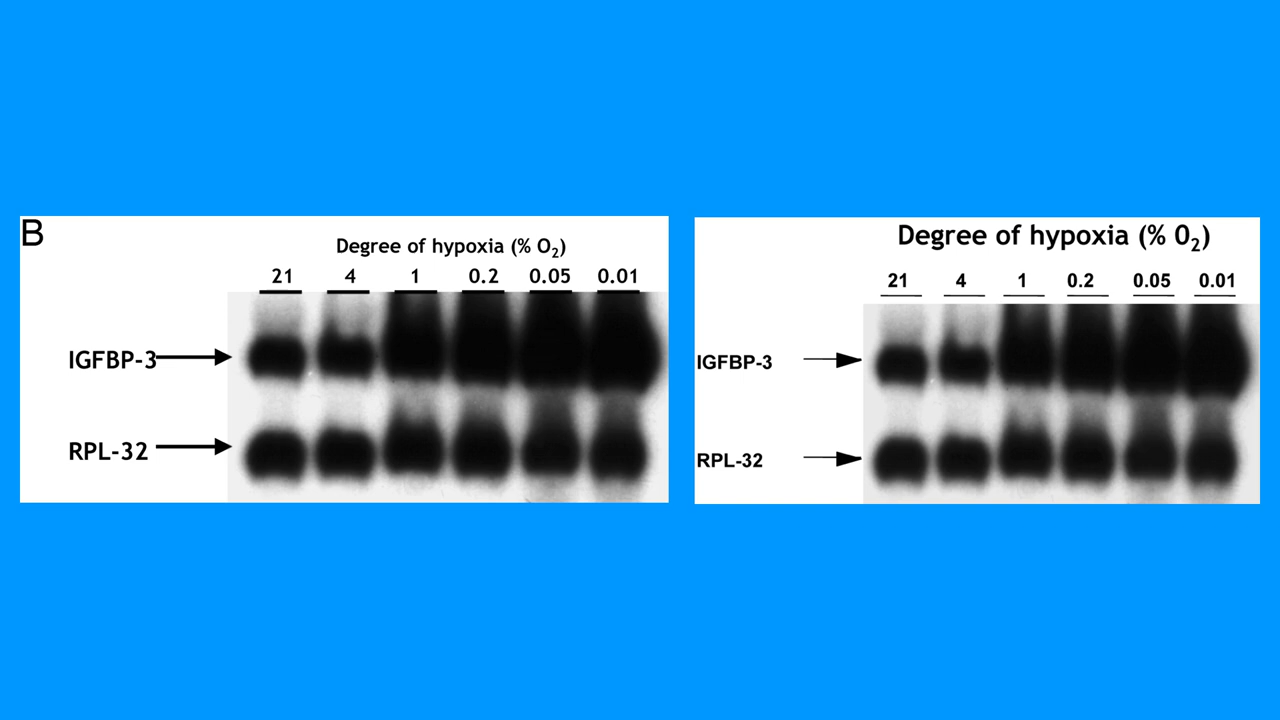 B
Degree of hypoxia (% O₂)
21 4 1 0.2 0.05 0.01
IGFBP-3
RPL-32
Degree of hypoxia (% 0₂)
21 4 1 0.2 0.05 0.01
IGFBP-3
RPL-32